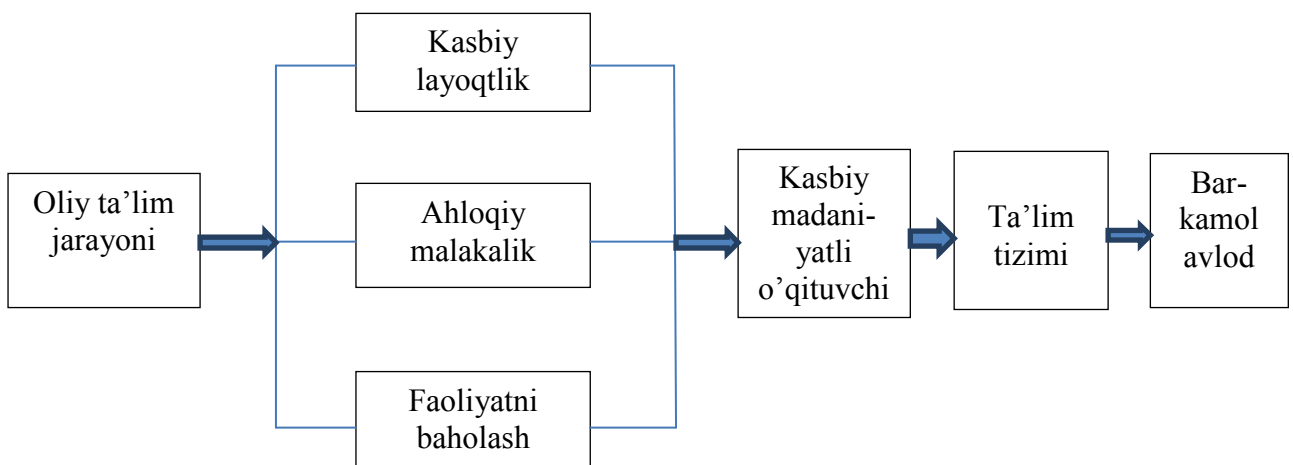 Oliy ta’lim
jarayoni
Kasbiy
layoqtlik
Ahloqiy
malakalik
Faoliyatni
baholash
Kasbiy
madani-
yatli
o’qituvchi
Ta’lim
tizimi
Bar-
kamol
avlod